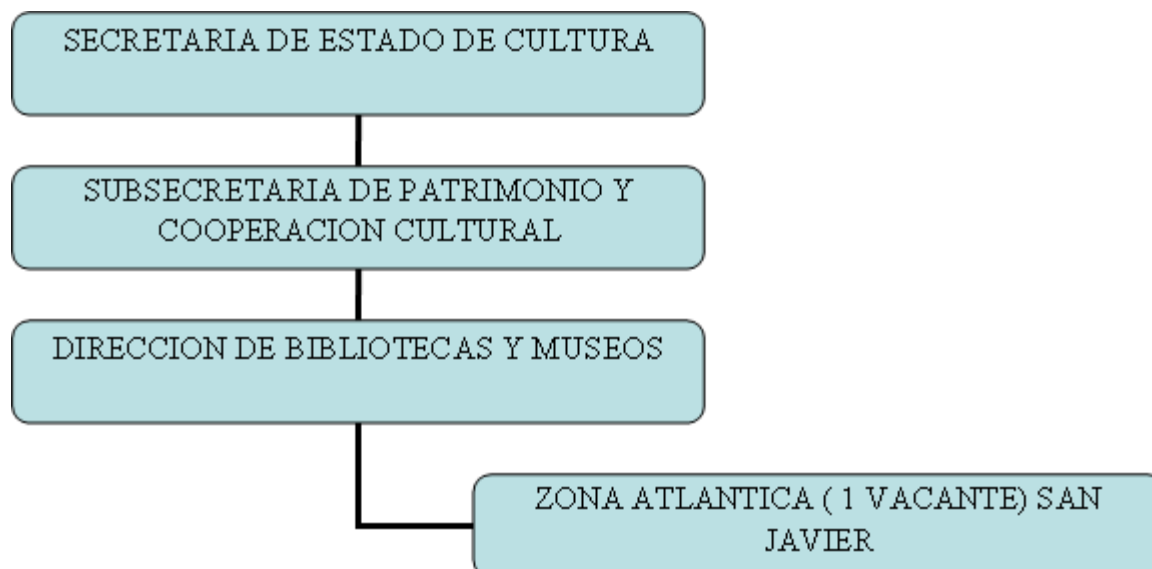 SECRETARIA DE ESTADO DE CULTURA
SUBSECRETARIA DE PATRIMONIO Y
COOPERACION CULTURAL
DIRECCION DE BIBLIOTECAS Y MUSEOS
ZONA ATLANTICA ( 1 VACANTE) SAN
JAVIER